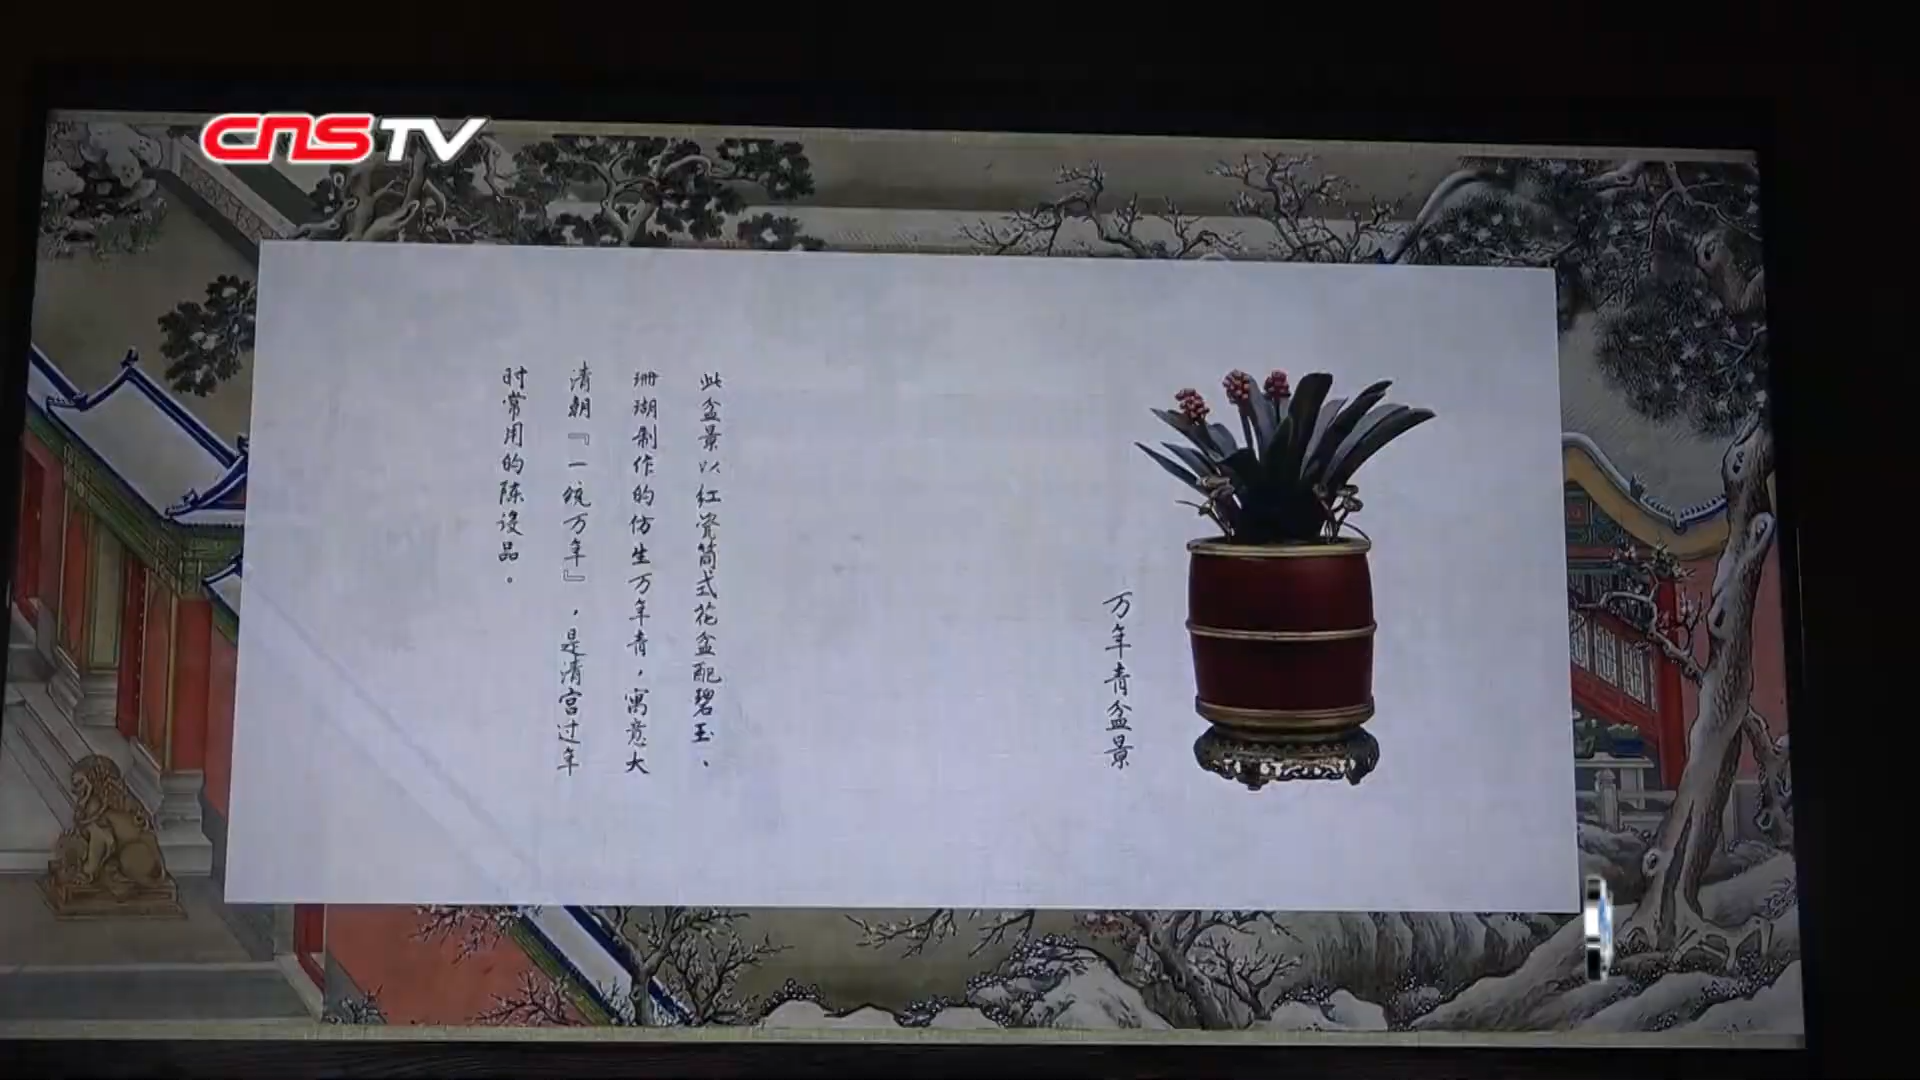 CNSTV
万年青盆景
此盆景以红瓷筒式花盆配碧玉、
珊瑚制作的仿生万年青，寓意大
清朝『一统万年』，是清宫过年
时常用的陈设品。